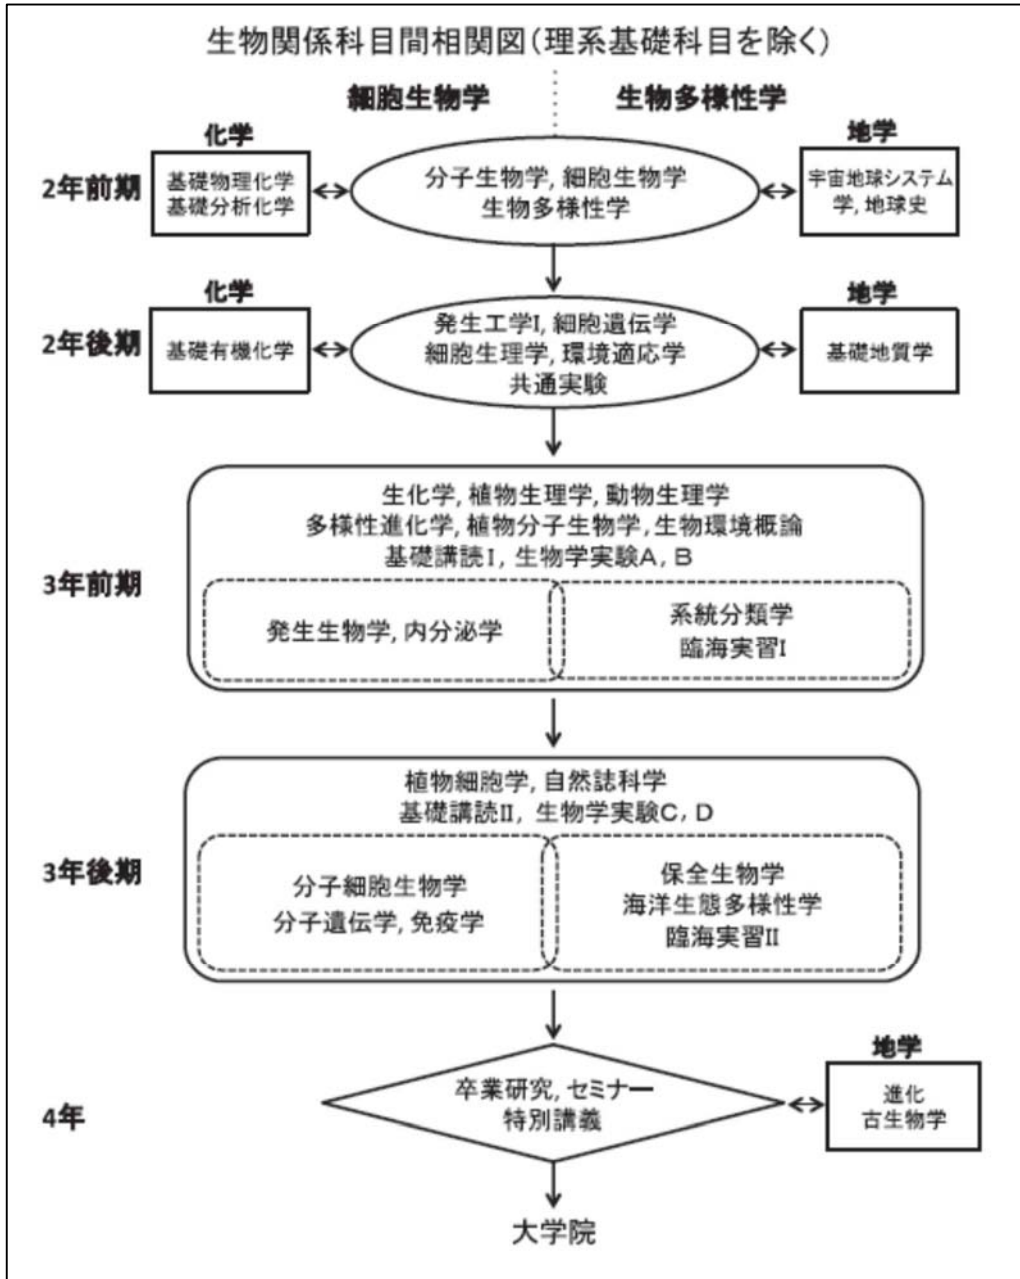 生物関係科目間相関図(理系基礎科目を除く)
細胞生物学
生物多様性学
2年前期
化学
基礎物理化学
基礎分析化学
分子生物学, 細胞生物学
生物多様性学
地学
宇宙地球システム
学, 地球史
2年後期
化学
基礎有機化学
発生工学I, 細胞遺伝学
細胞生理学, 環境適応学
共通実験
地学
基礎地質学
3年前期
生化学, 植物生理学, 動物生理学
多様性進化学, 植物分子生物学, 生物環境概論
基礎講読I, 生物学実験A, B
発生生物学, 内分泌学
系統分類学
臨海実習I
3年後期
植物細胞学, 自然誌科学
基礎講読II, 生物学実験C, D
分子細胞生物学
分子遺伝学, 免疫学
保全生物学
海洋生態多様性学
臨海実習II
4年
卒業研究, セミナー
特別講義
地学
進化
古生物学
大学院